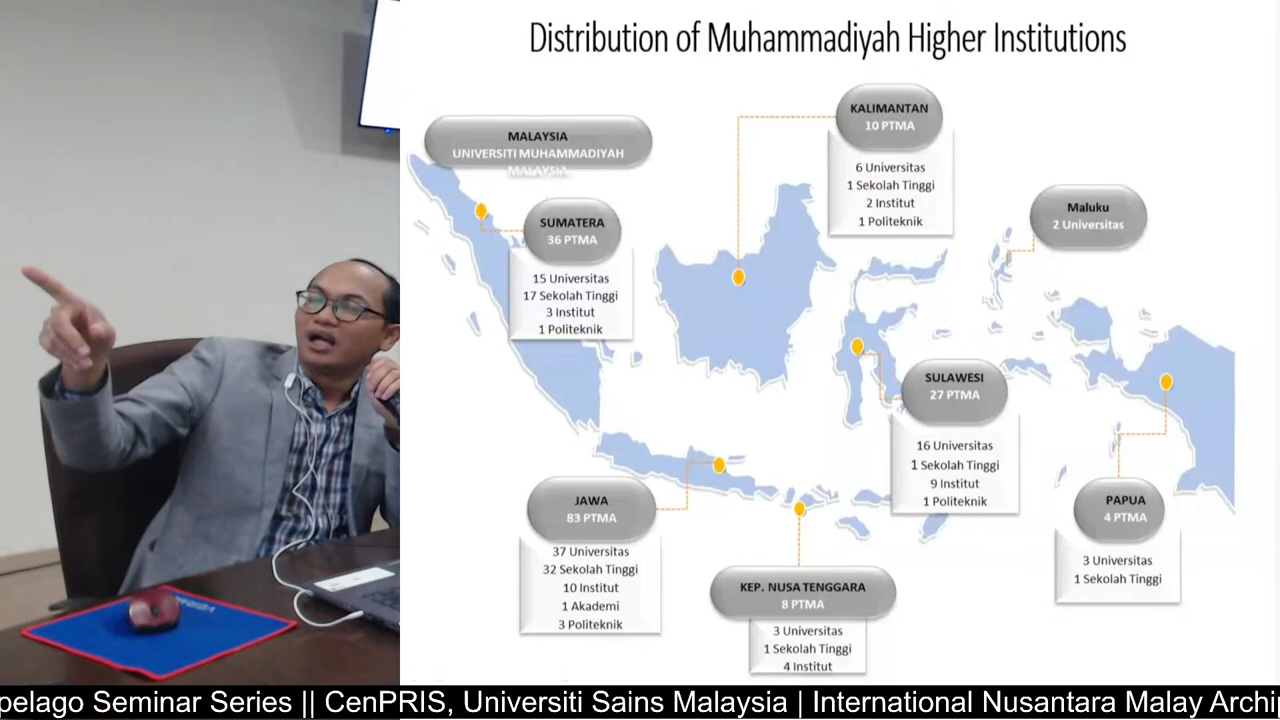 Distribution of Muhammadiyah Higher Institutions
MALAYSIA
UNIVERSITI MUHAMMADIYAH
MALAYSIA
SUMATERA
36 PTMA
15 Universitas
17 Sekolah Tinggi
3 Institut
1 Politeknik
KALIMANTAN
10 PTMA
6 Universitas
1 Sekolah Tinggi
2 Institut
1 Politeknik
Maluku
2 Universitas
SULAWESI
27 PTMA
16 Universitas
1 Sekolah Tinggi
9 Institut
1 Politeknik
JAWA
83 PTMA
37 Universitas
32 Sekolah Tinggi
10 Institut
1 Akademi
3 Politeknik
KEP. NUSA TENGGARA
8 PTMA
3 Universitas
1 Sekolah Tinggi
4 Institut
PAPUA
4 PTMA
3 Universitas
1 Sekolah Tinggi
pelago Seminar Series || CenPRIS, Universiti Sains Malaysia | International Nusantara Malay Archi